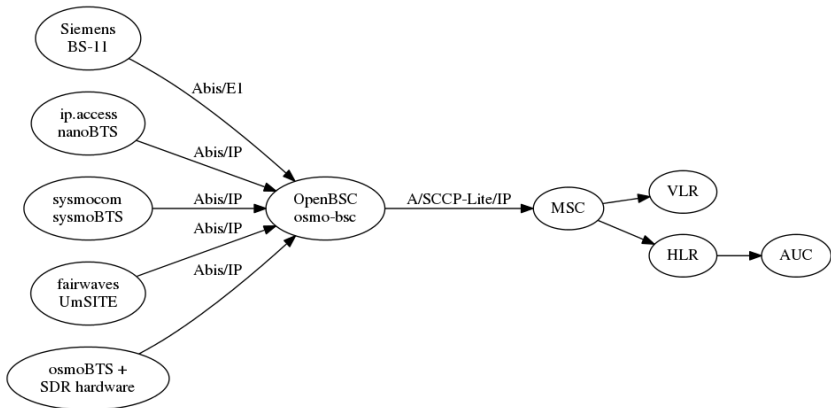 Siemens
BS-11
Abis/E1
ip.access
nanoBTS
Abis/IP
sysmocom
sysmoBTS
Abis/IP
OpenBSC
osmo-bsc
A/SCCP-Lite/IP
MSC
VLR
Abis/IP
fairwaves
UmSITE
Abis/IP
HLR
AUC
osmoBTS +
SDR hardware